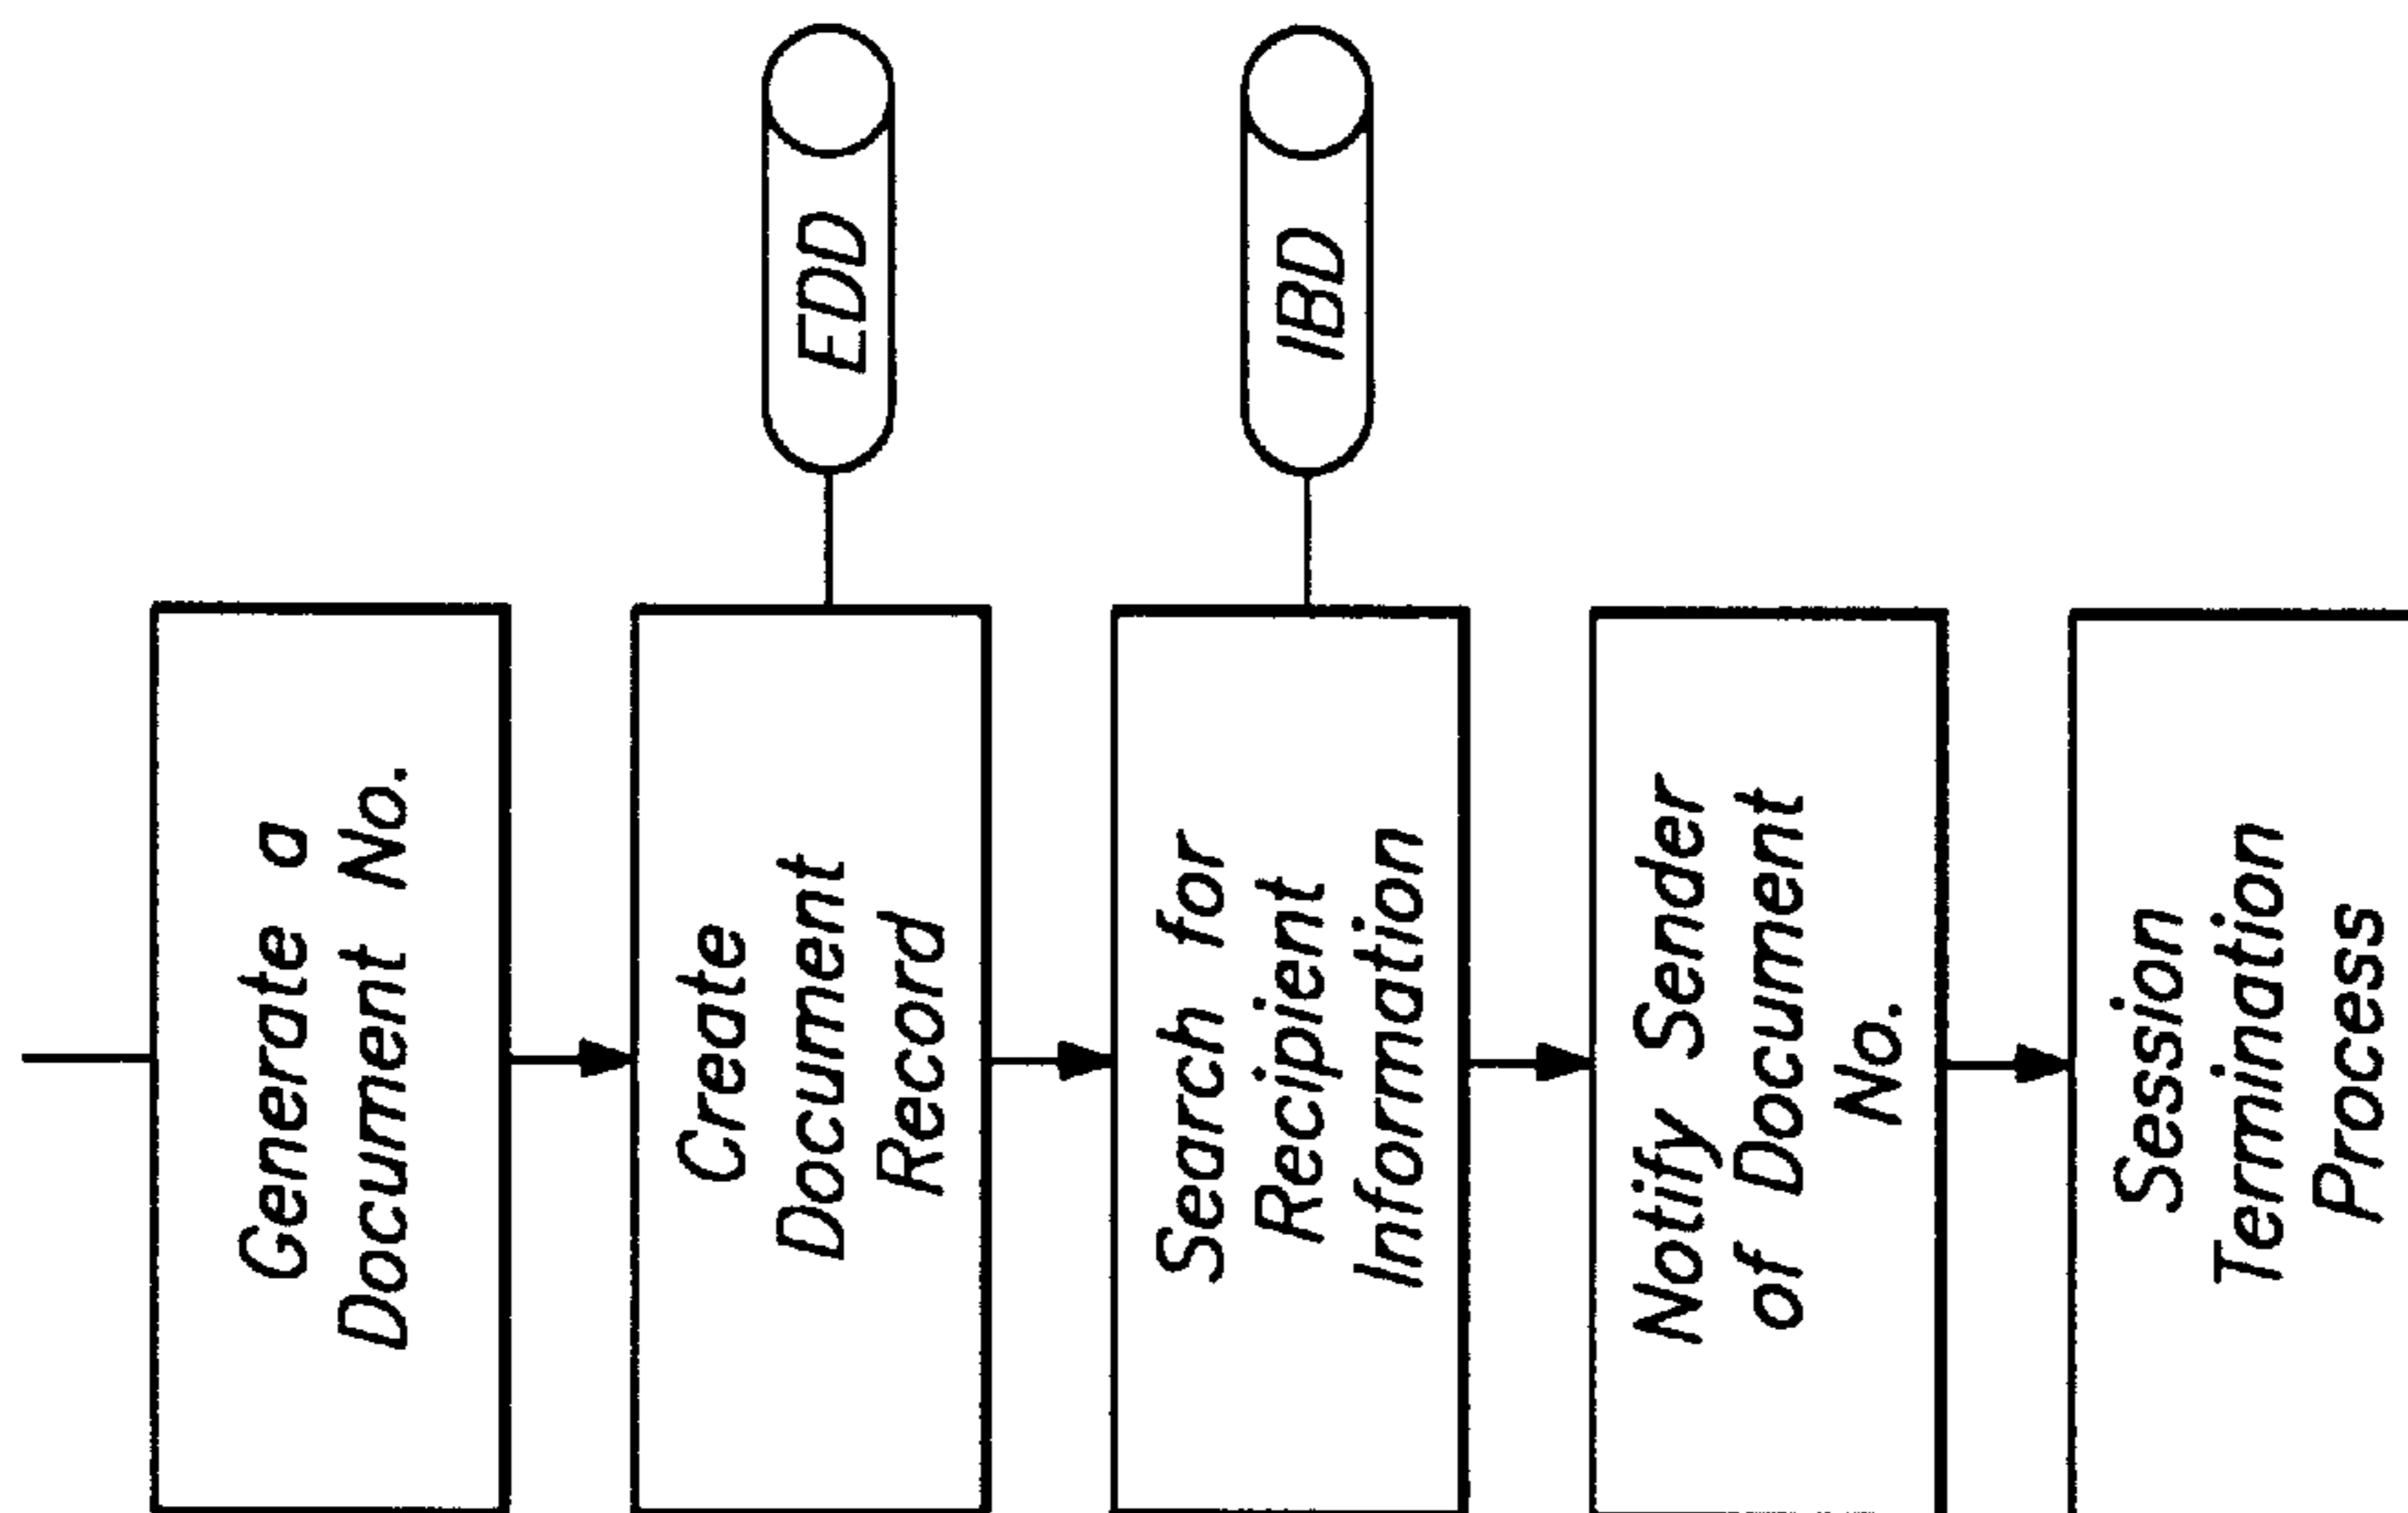 Generate a
Document No.
Create
Document
Record
EDD
Search for
Recipient
Information
IBD
Notify Sender
of Document
No.
Session
Termination
Process